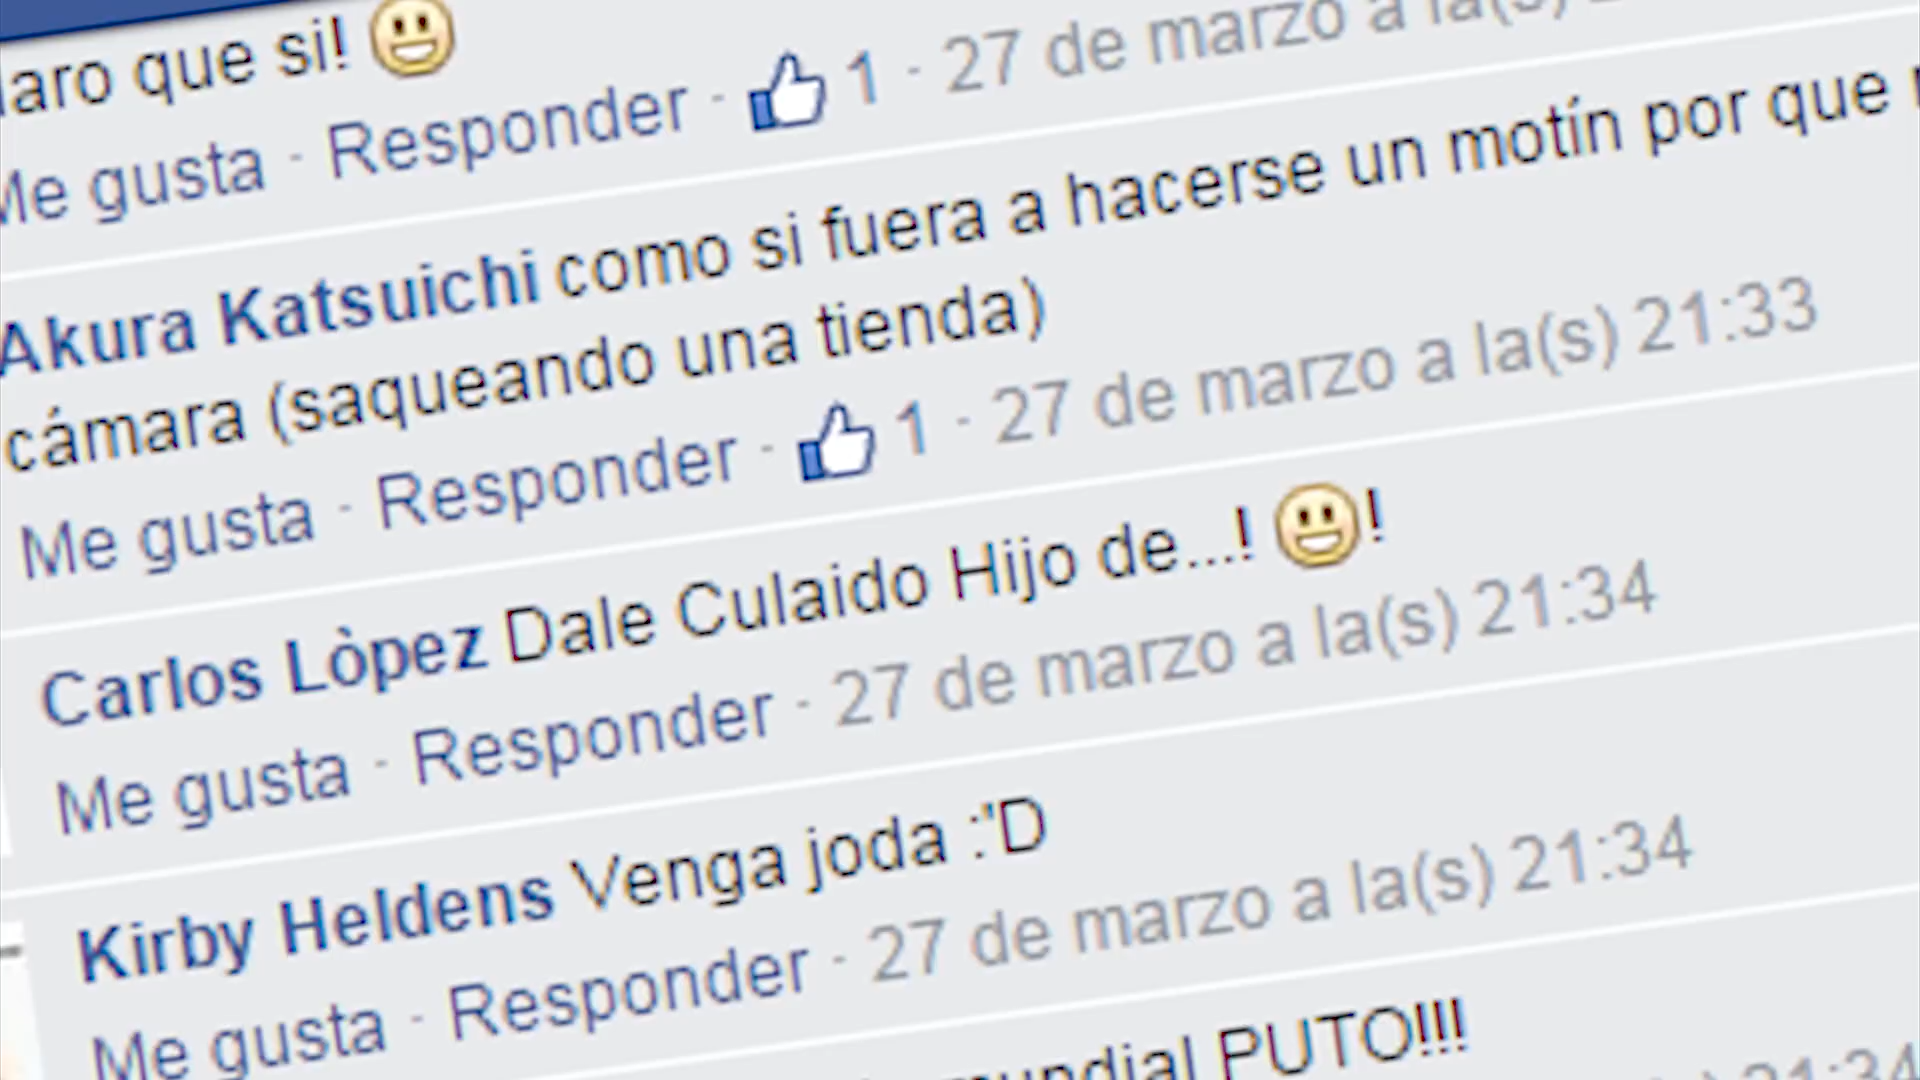 laro que si!
Me gusta · Responder · 1 · 27 de marzo a la(s)
Akura Katsuichi como si fuera a hacerse un motín por que
cámara (saqueando una tienda)
Me gusta · Responder · 1 · 27 de marzo a la(s) 21:33
Carlos Lòpez Dale Culaido Hijo de...! !
Me gusta · Responder · 27 de marzo a la(s) 21:34
Kirby Heldens Venga joda :'D
Me gusta · Responder · 27 de marzo a la(s) 21:34
mundial PUTO!!!
21:34